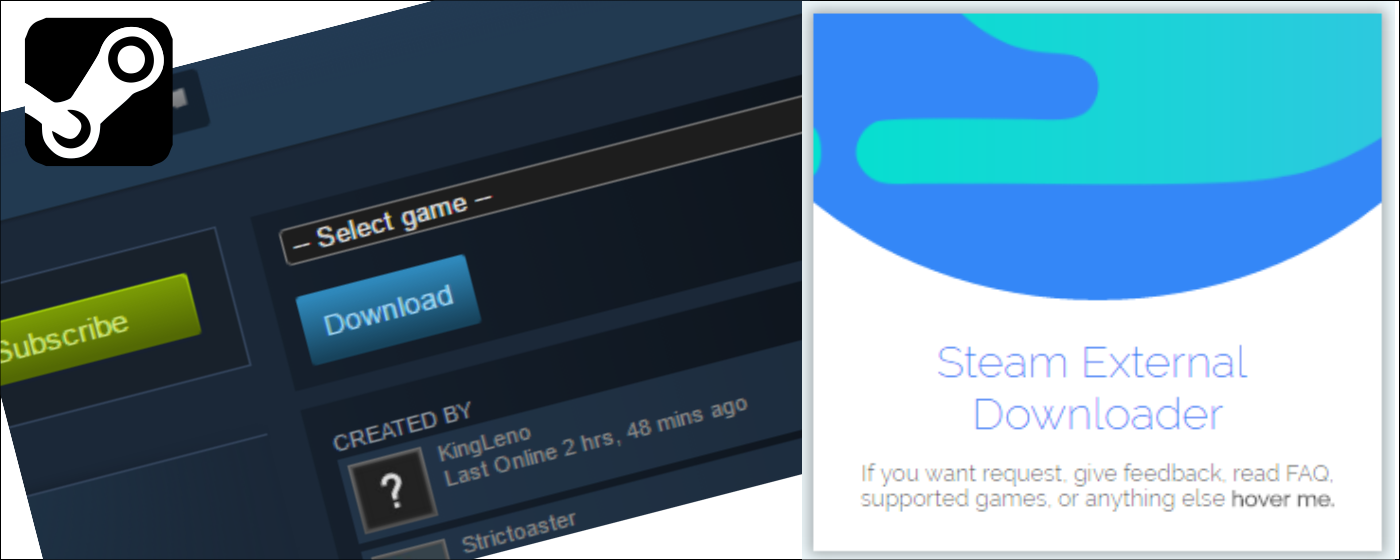 – Select game –
Subscribe
Download
CREATED BY
KingLeno
Last Online 2 hrs, 48 mins ago
Strictoaster
Steam External
Downloader
If you want request, give feedback, read FAQ,
supported games, or anything else hover me.